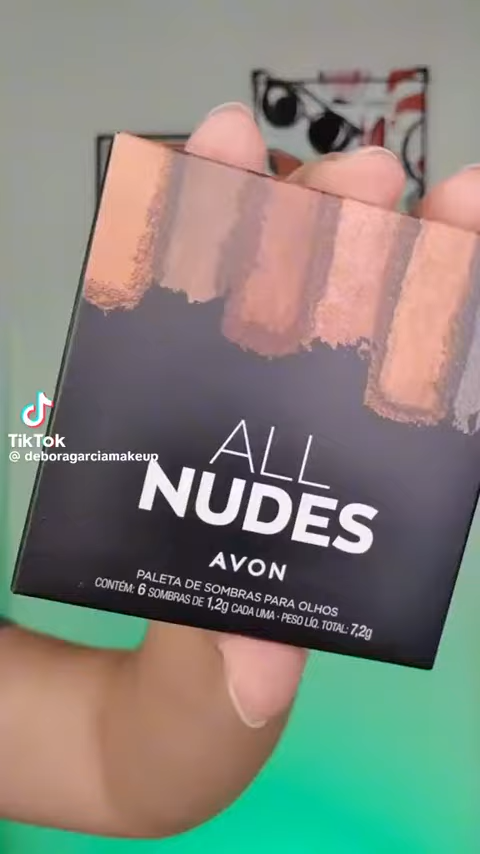 TikTok
@ deboragarciamakeup
ALL
NUDES
AVON
PALETA DE SOMBRAS PARA OLHOS
CONTÉM: 6 SOMBRAS DE 1,2g CADA UMA · PESO LÍQ. TOTAL: 7,2g